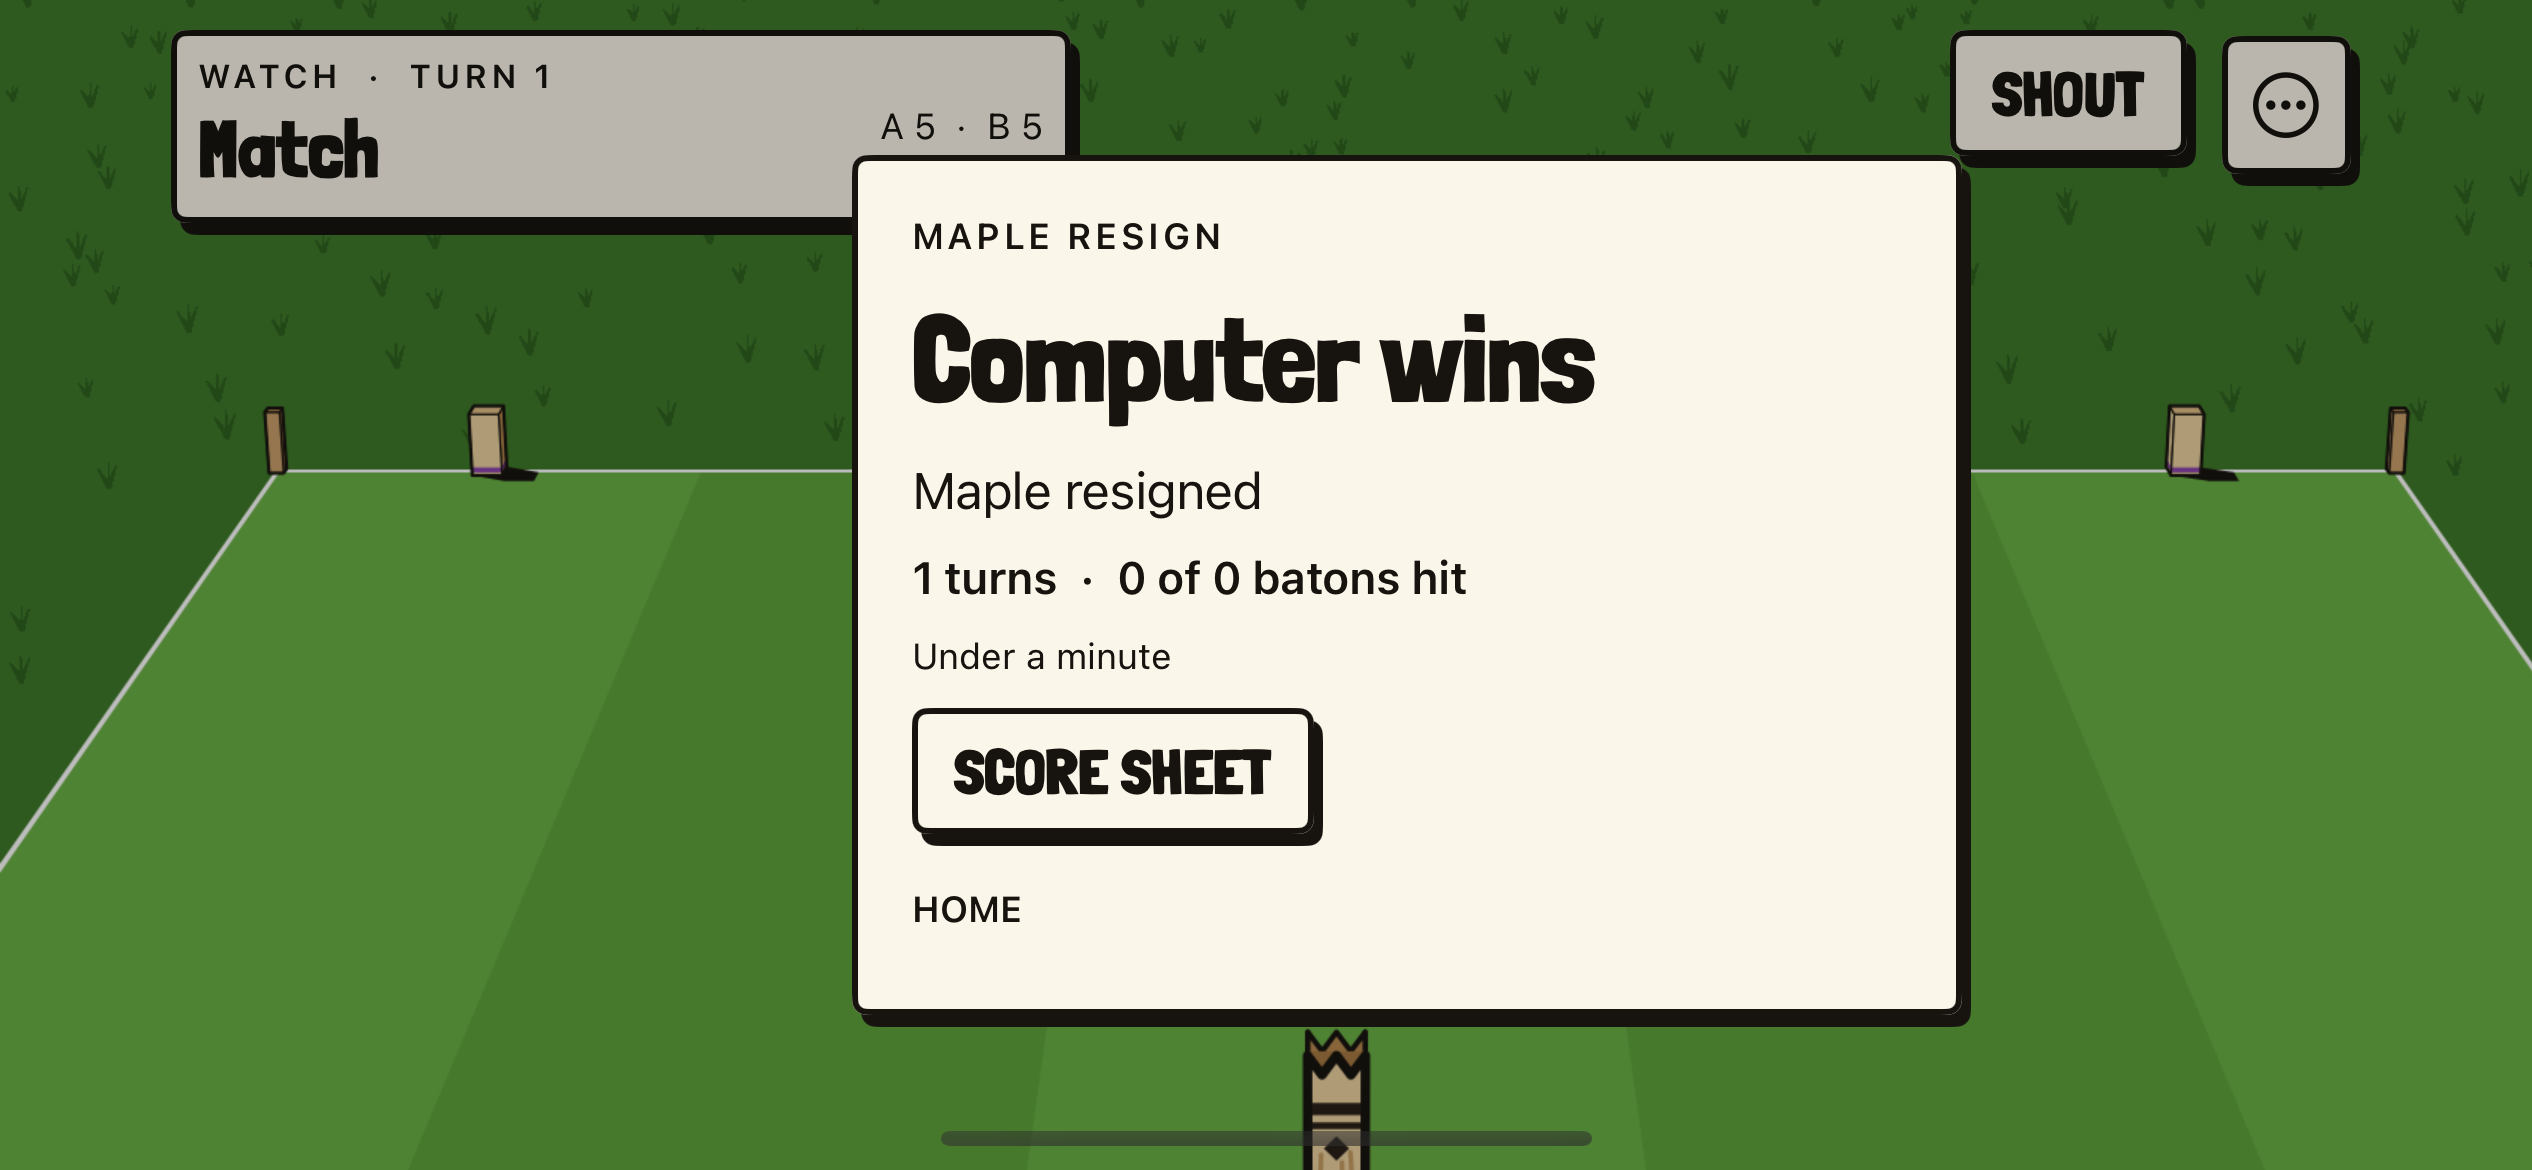 WATCH · TURN 1
Match
A 5 · B 5
SHOUT
MAPLE RESIGN
Computer wins
Maple resigned
1 turns · 0 of 0 batons hit
Under a minute
SCORE SHEET
HOME